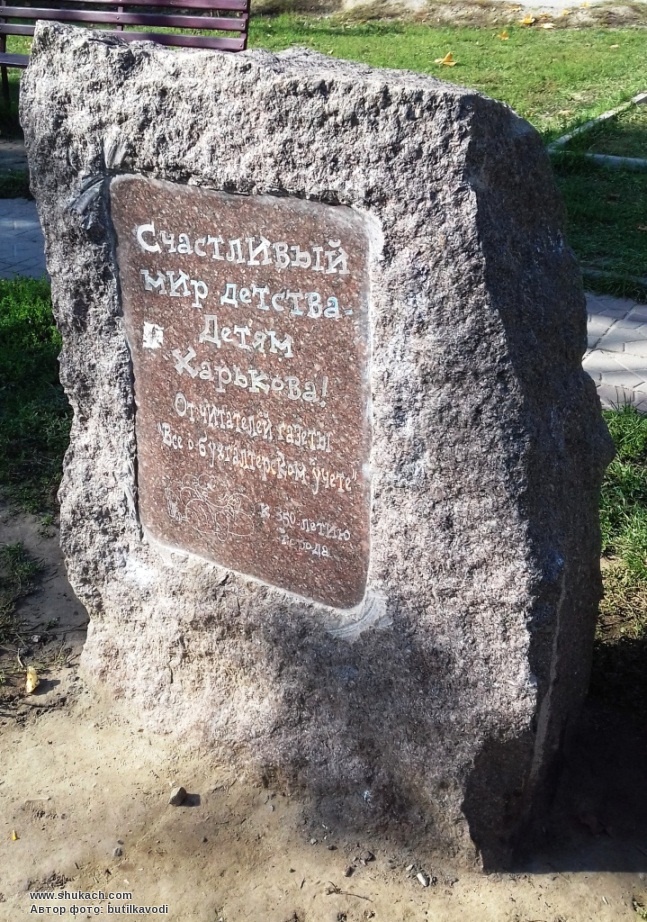 Счастливый
мир детства-
Детям
Харькова!
От читателей газеты
"Все о бухгалтерском учете"
К 350-летию
города
www.shukach.com
Автор фото: butilkavodi